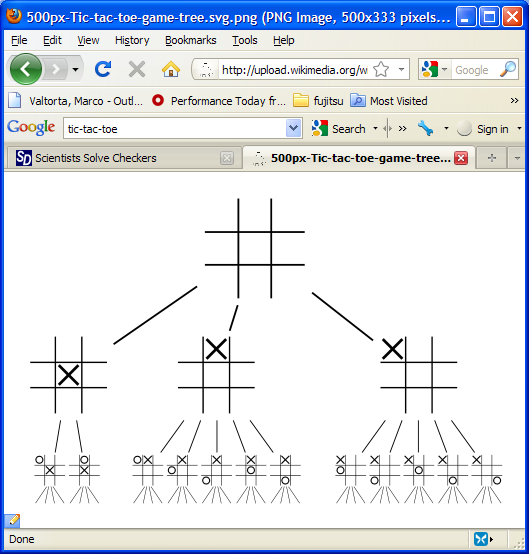 500px-Tic-tac-toe-game-tree.svg.png (PNG Image, 500x333 pixels...
File Edit View History Bookmarks Tools Help
http://upload.wikimedia.org/w Google
Valtorta, Marco - Outl... Performance Today fr... fujitsu Most Visited »
Google tic-tac-toe Search » Sign in
SD Scientists Solve Checkers 500px-Tic-tac-toe-game-tree...
Done